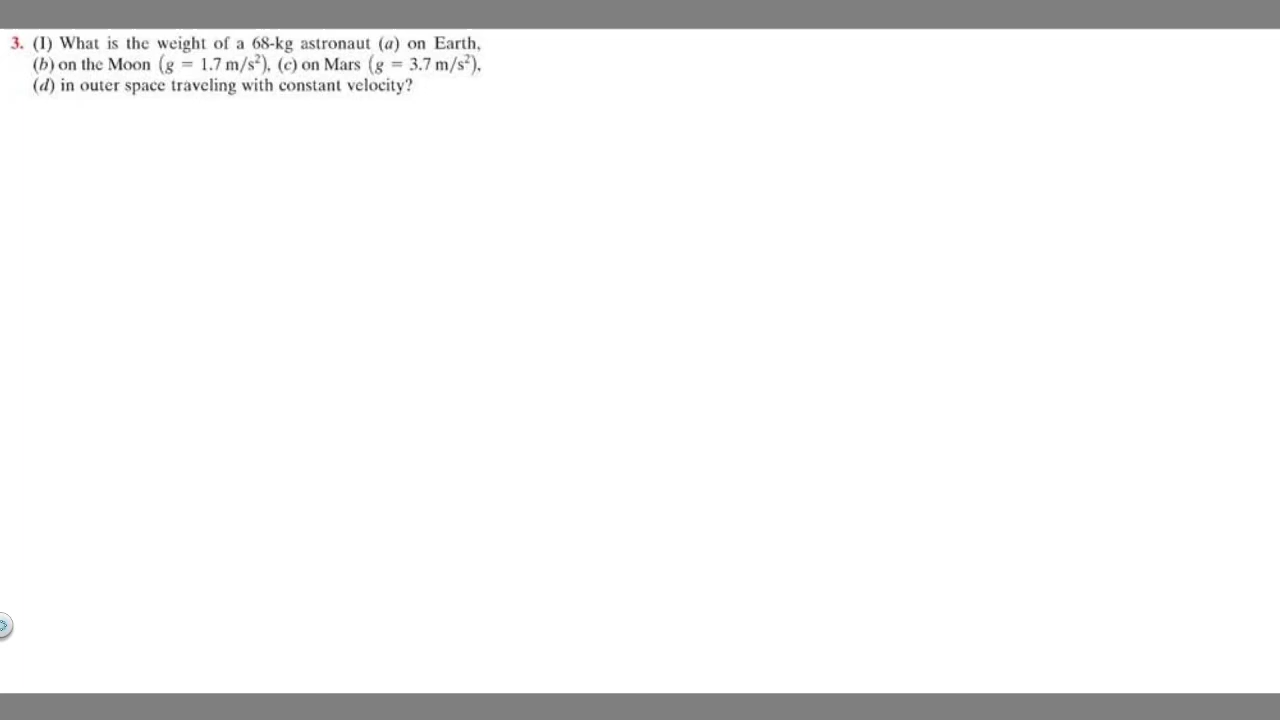 3. (I) What is the weight of a 68-kg astronaut (a) on Earth,
(b) on the Moon (g = 1.7 m/s²), (c) on Mars (g = 3.7 m/s²),
(d) in outer space traveling with constant velocity?